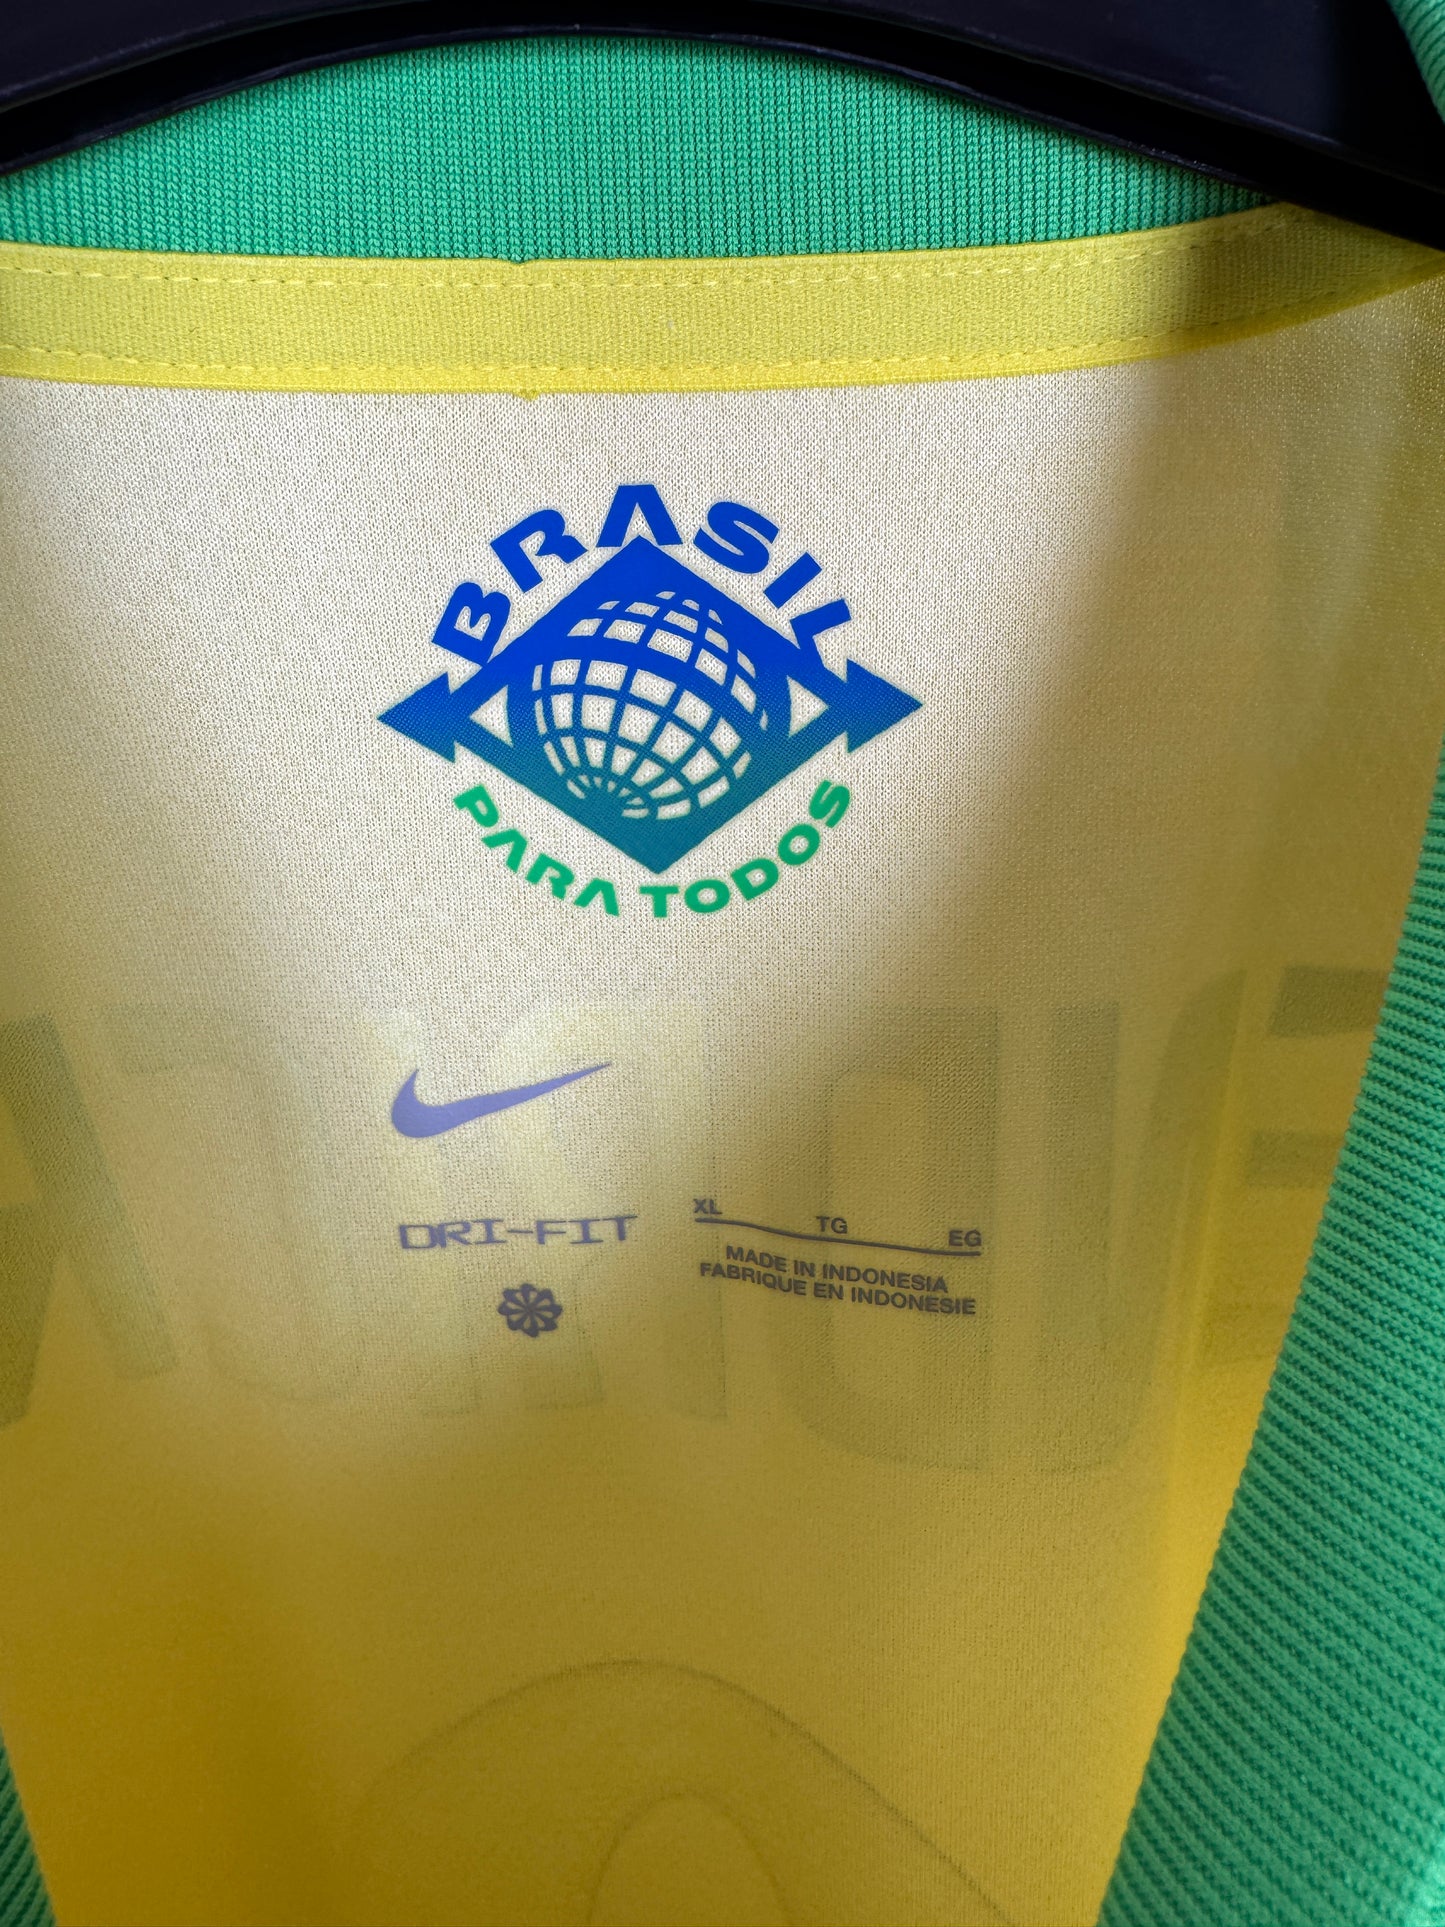 BRASIL
PARA TODOS
DRI-FIT
XL TG EG
MADE IN INDONESIA
FABRIQUE EN INDONESIE